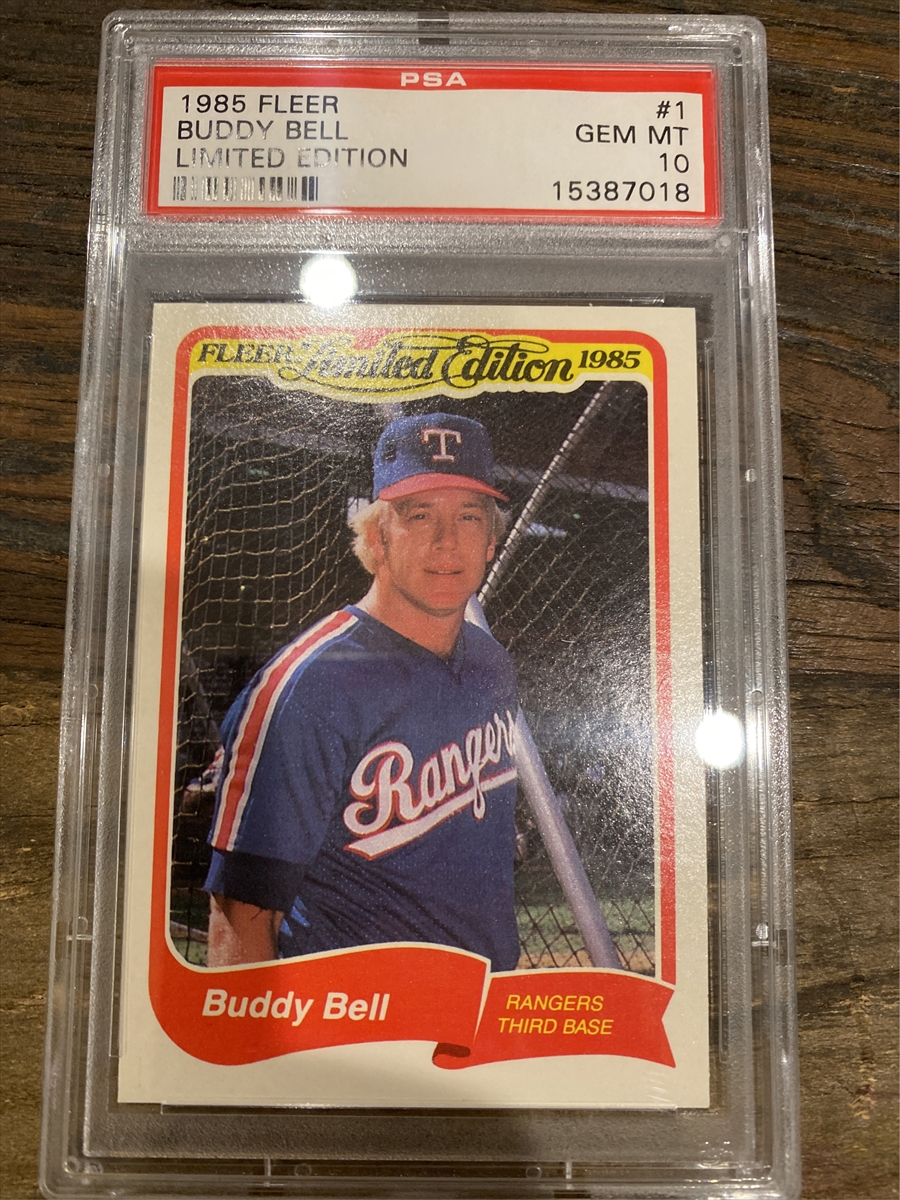 PSA
1985 FLEER #1
BUDDY BELL GEM MT
LIMITED EDITION 10
15387018
FLEER Limited Edition 1985
T
Rangers
Buddy Bell
RANGERS
THIRD BASE